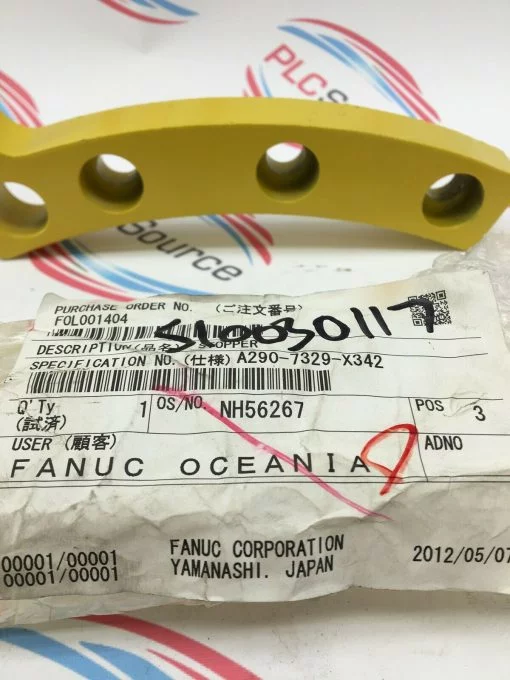 PLC
Source
PURCHASE ORDER NO. (ご注文番号)
F0L001404
S10030117
DESCRIPTION(品名) STOPPER
SPECIFICATION NO.(仕様) A290-7329-X342
Q'Ty 1 OS/NO. NH56267 POS 3
(試済)
USER (顧客) ADNO
FANUC OCEANIA
00001/00001 FANUC CORPORATION 2012/05/07
00001/00001 YAMANASHI. JAPAN